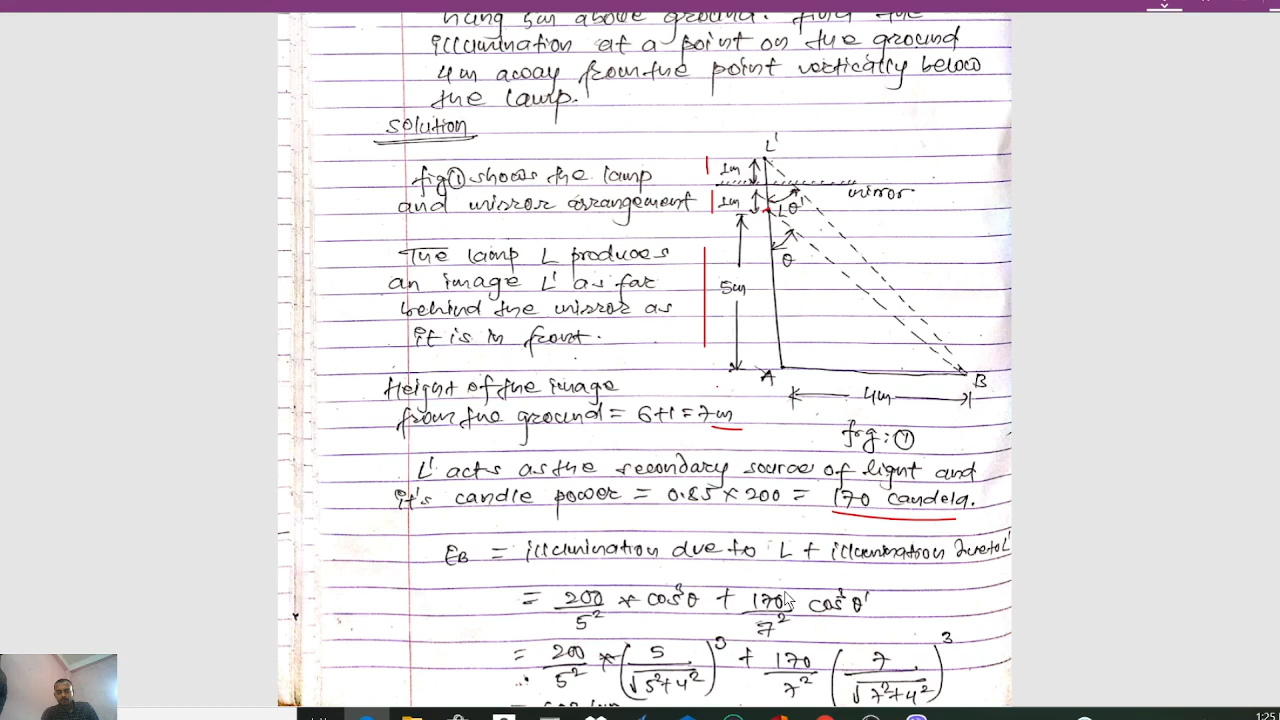 hung 5m above ground. find the
illumination at a point on the ground
4m away from the point vertically below
the lamp.
solution
fig① shows the lamp
and mirror arrangement
The lamp L produces
an image L' as far
behind the mirror as
it is in front.
L'
1m
mirror
1m
L θ'
θ
5m
A
B
4m
fig: ①
Height of the image
from the ground = 6+1 = 7m
L' acts as the secondary source of light and
it's candle power = 0.85 * 200 = 170 candela.
EB = illumination due to L + illumination due to L'
= 200/5² * cos³θ + 170/7² cos³θ'
= 200/5² * (5/√5²+4²)³ + 170/7² (7/√7²+4²)³
1:25